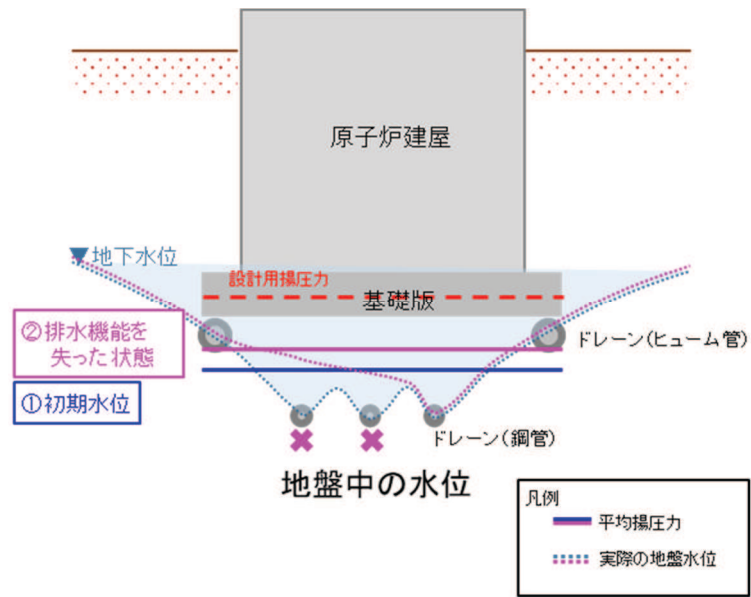 原子炉建屋
▼地下水位
設計用揚圧力
基礎版
②排水機能を
失った状態
ドレーン(ヒューム管)
①初期水位
ドレーン(鋼管)
地盤中の水位
凡例
平均揚圧力
実際の地盤水位